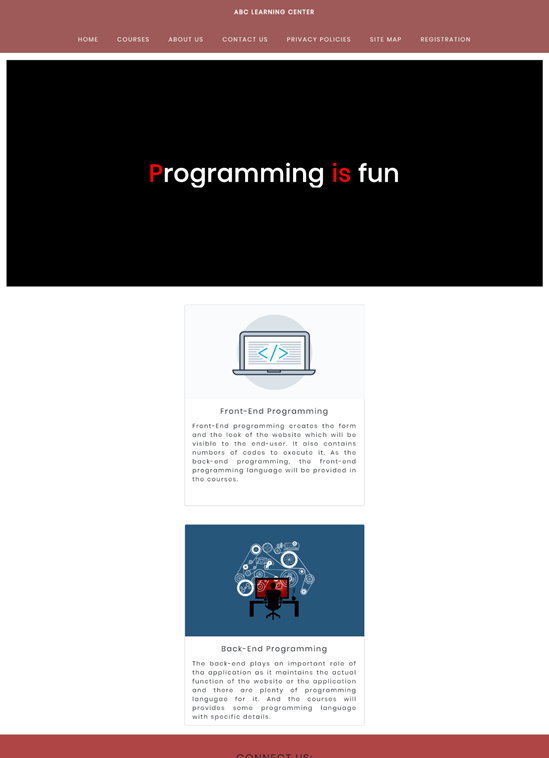 ABC LEARNING CENTER
HOME COURSES ABOUT US CONTACT US PRIVACY POLICIES SITE MAP REGISTRATION
Programming is fun
</>
Front-End Programming
Front-End programming creates the form
and the look of the website which will be
visible to the end-user. It also contains
numbers of codes to execute it. As the
back-end programming, the front-end
programming language will be provided in
the courses.
Back-End Programming
The back-end plays an important role of
tha application as it maintains the actual
function of the website or the application
and there are plenty of programming
langugae for it. And the courses will
provides some programming language
with specific details.
CONNECT US: